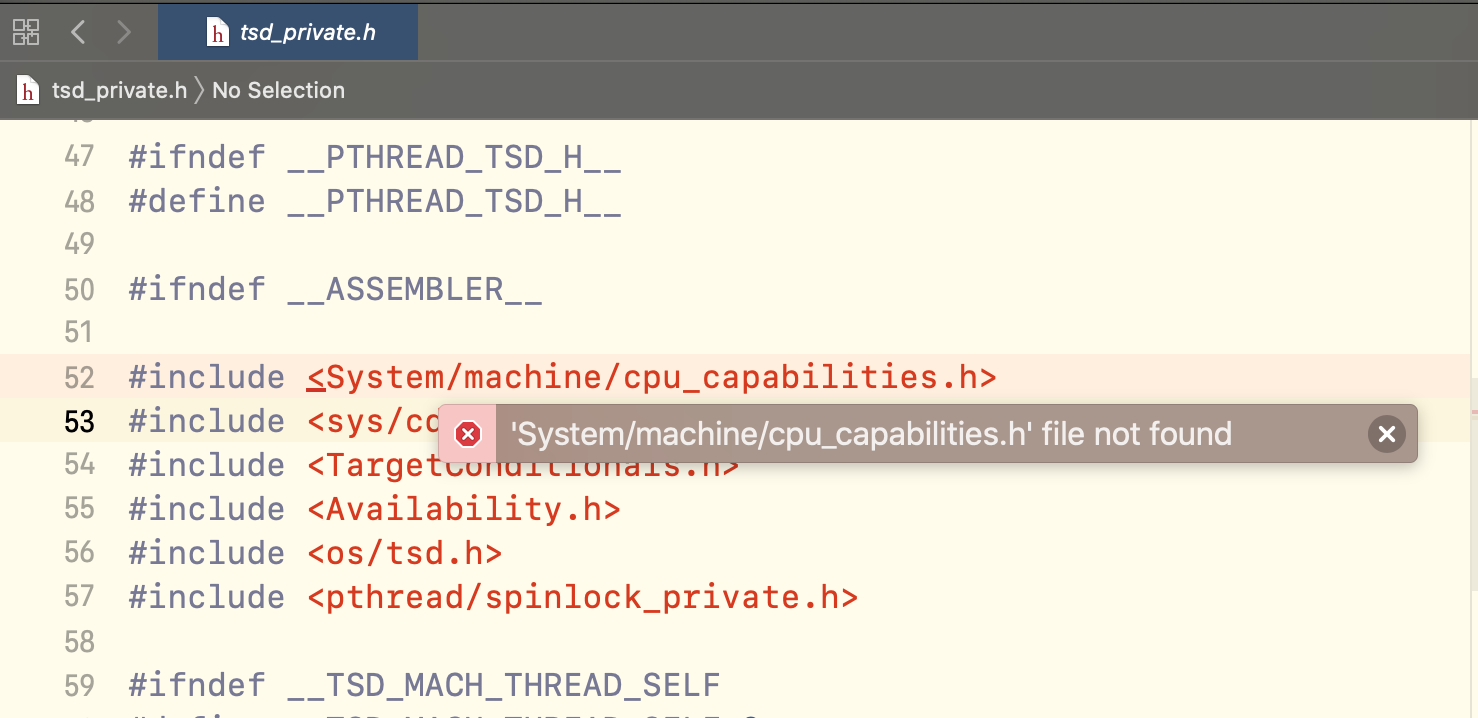 h tsd_private.h
h tsd_private.h 〉 No Selection
47 #ifndef __PTHREAD_TSD_H__
48 #define __PTHREAD_TSD_H__
49
50 #ifndef __ASSEMBLER__
51
52 #include <System/machine/cpu_capabilities.h>
53 #include <sys/cd
'System/machine/cpu_capabilities.h' file not found
54 #include <TargetConditionals.h>
55 #include <Availability.h>
56 #include <os/tsd.h>
57 #include <pthread/spinlock_private.h>
58
59 #ifndef __TSD_MACH_THREAD_SELF